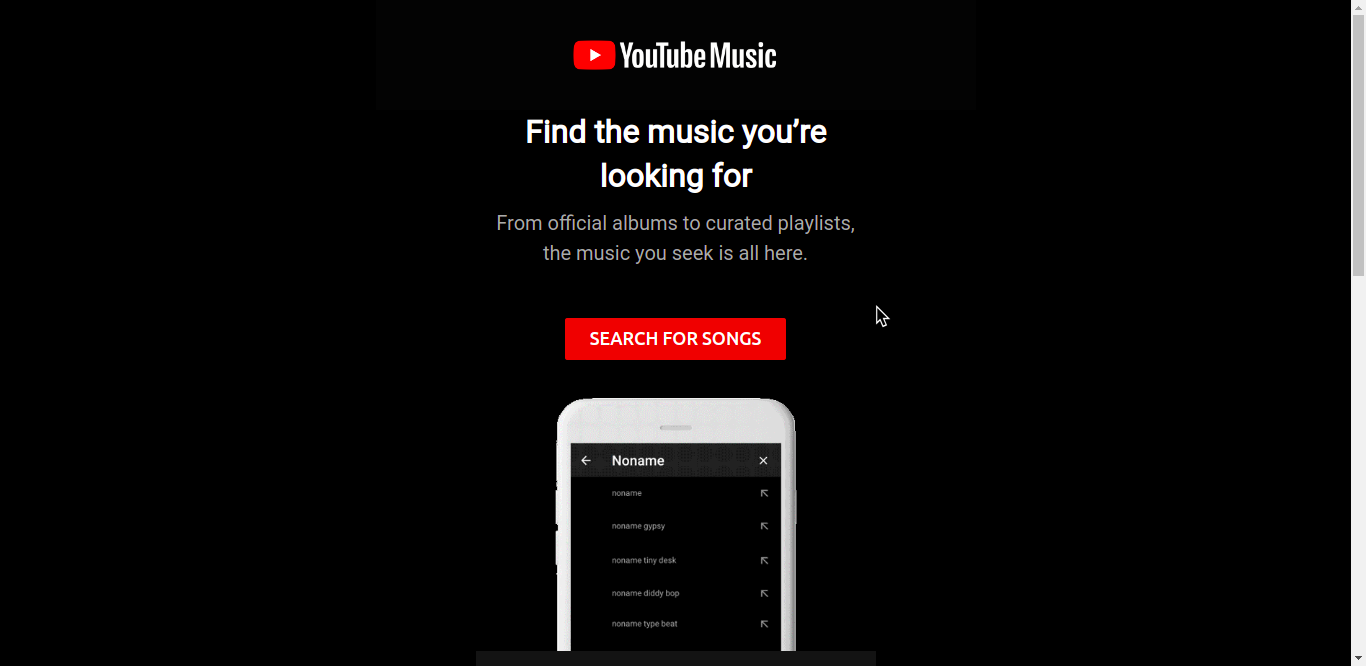 YouTube Music
Find the music you’re
looking for
From official albums to curated playlists,
the music you seek is all here.
SEARCH FOR SONGS
Noname
noname
noname gypsy
noname tiny desk
noname diddy bop
noname type beat